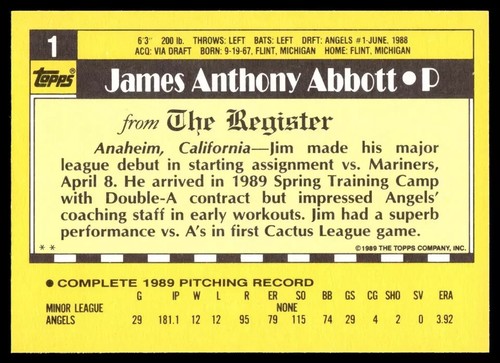 1
6'3" 200 lb. THROWS: LEFT BATS: LEFT DRFT: ANGELS #1-JUNE, 1988
ACQ: VIA DRAFT BORN: 9-19-67, FLINT, MICHIGAN HOME: FLINT, MICHIGAN
Topps®
James Anthony Abbott • P
from The Register
Anaheim, California—Jim made his major
league debut in starting assignment vs. Mariners,
April 8. He arrived in 1989 Spring Training Camp
with Double-A contract but impressed Angels'
coaching staff in early workouts. Jim had a superb
performance vs. A's in first Cactus League game.
** ©1989 THE TOPPS COMPANY, INC.
• COMPLETE 1989 PITCHING RECORD
G IP W L R ER SO BB GS CG SHO SV ERA
MINOR LEAGUE NONE
ANGELS 29 181.1 12 12 95 79 115 74 29 4 2 0 3.92